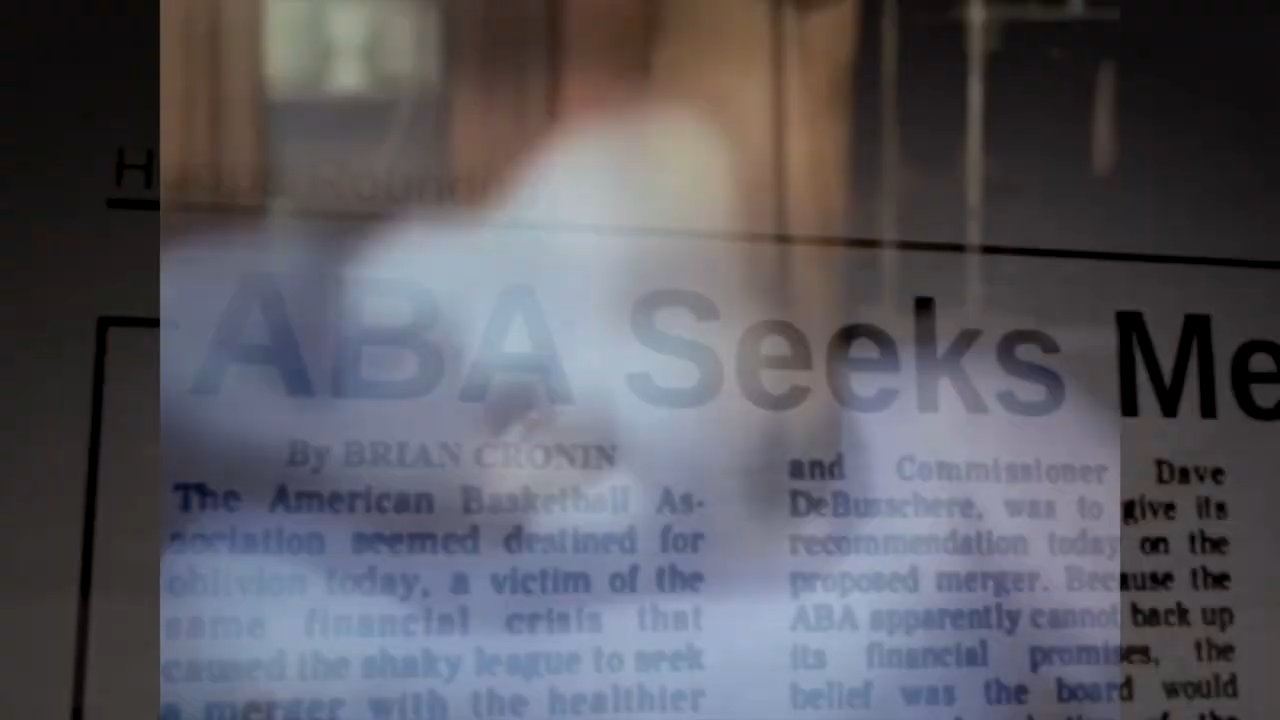 ABA Seeks Me
By BRIAN CRONIN
The American Basketball As-
sociation seemed destined for
oblivion today, a victim of the
same financial crisis that
caused the shaky league to seek
a merger with the healthier
and Commissioner Dave
DeBusschere, was to give its
recommendation today on the
proposed merger. Because the
ABA apparently cannot back up
its financial promises, the
belief was the board would